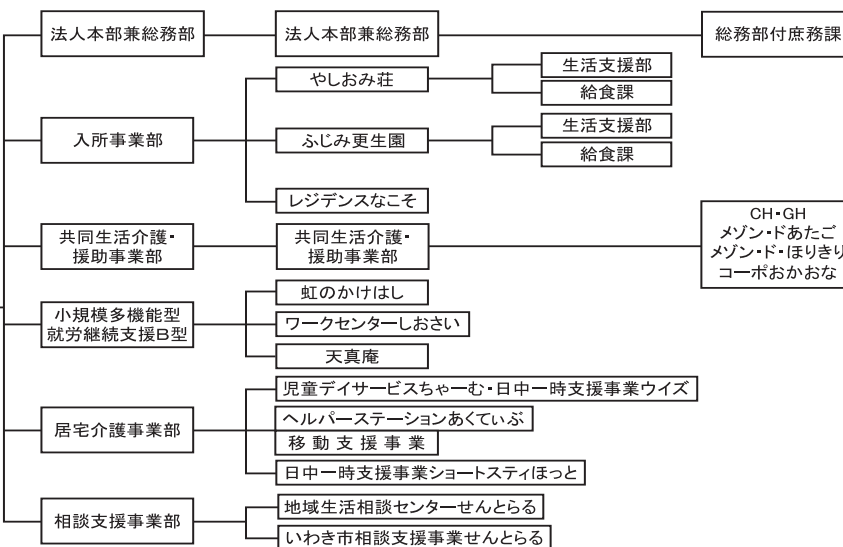 法人本部兼総務部
法人本部兼総務部
総務部付庶務課
入所事業部
やしおみ荘
生活支援部
給食課
ふじみ更生園
生活支援部
給食課
レジデンスなこそ
共同生活介護・
援助事業部
共同生活介護・
援助事業部
CH・GH
メゾン・ドあたご
メゾン・ド・ほりきり
コーポおかおな
小規模多機能型
就労継続支援B型
虹のかけはし
ワークセンターしおさい
天真庵
居宅介護事業部
児童デイサービスちゃーむ・日中一時支援事業ウイズ
ヘルパーステーションあくてぃぶ
移動支援事業
日中一時支援事業ショートスティほっと
相談支援事業部
地域生活相談センターせんとらる
いわき市相談支援事業せんとらる